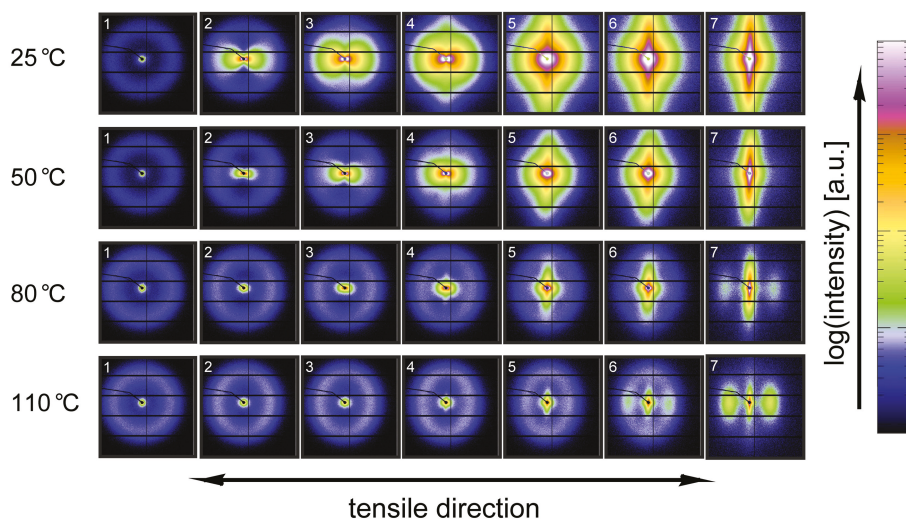 25 °C
1 2 3 4 5 6 7
50 °C
1 2 3 4 5 6 7
80 °C
1 2 3 4 5 6 7
110 °C
1 2 3 4 5 6 7
log(intensity) [a.u.]
tensile direction